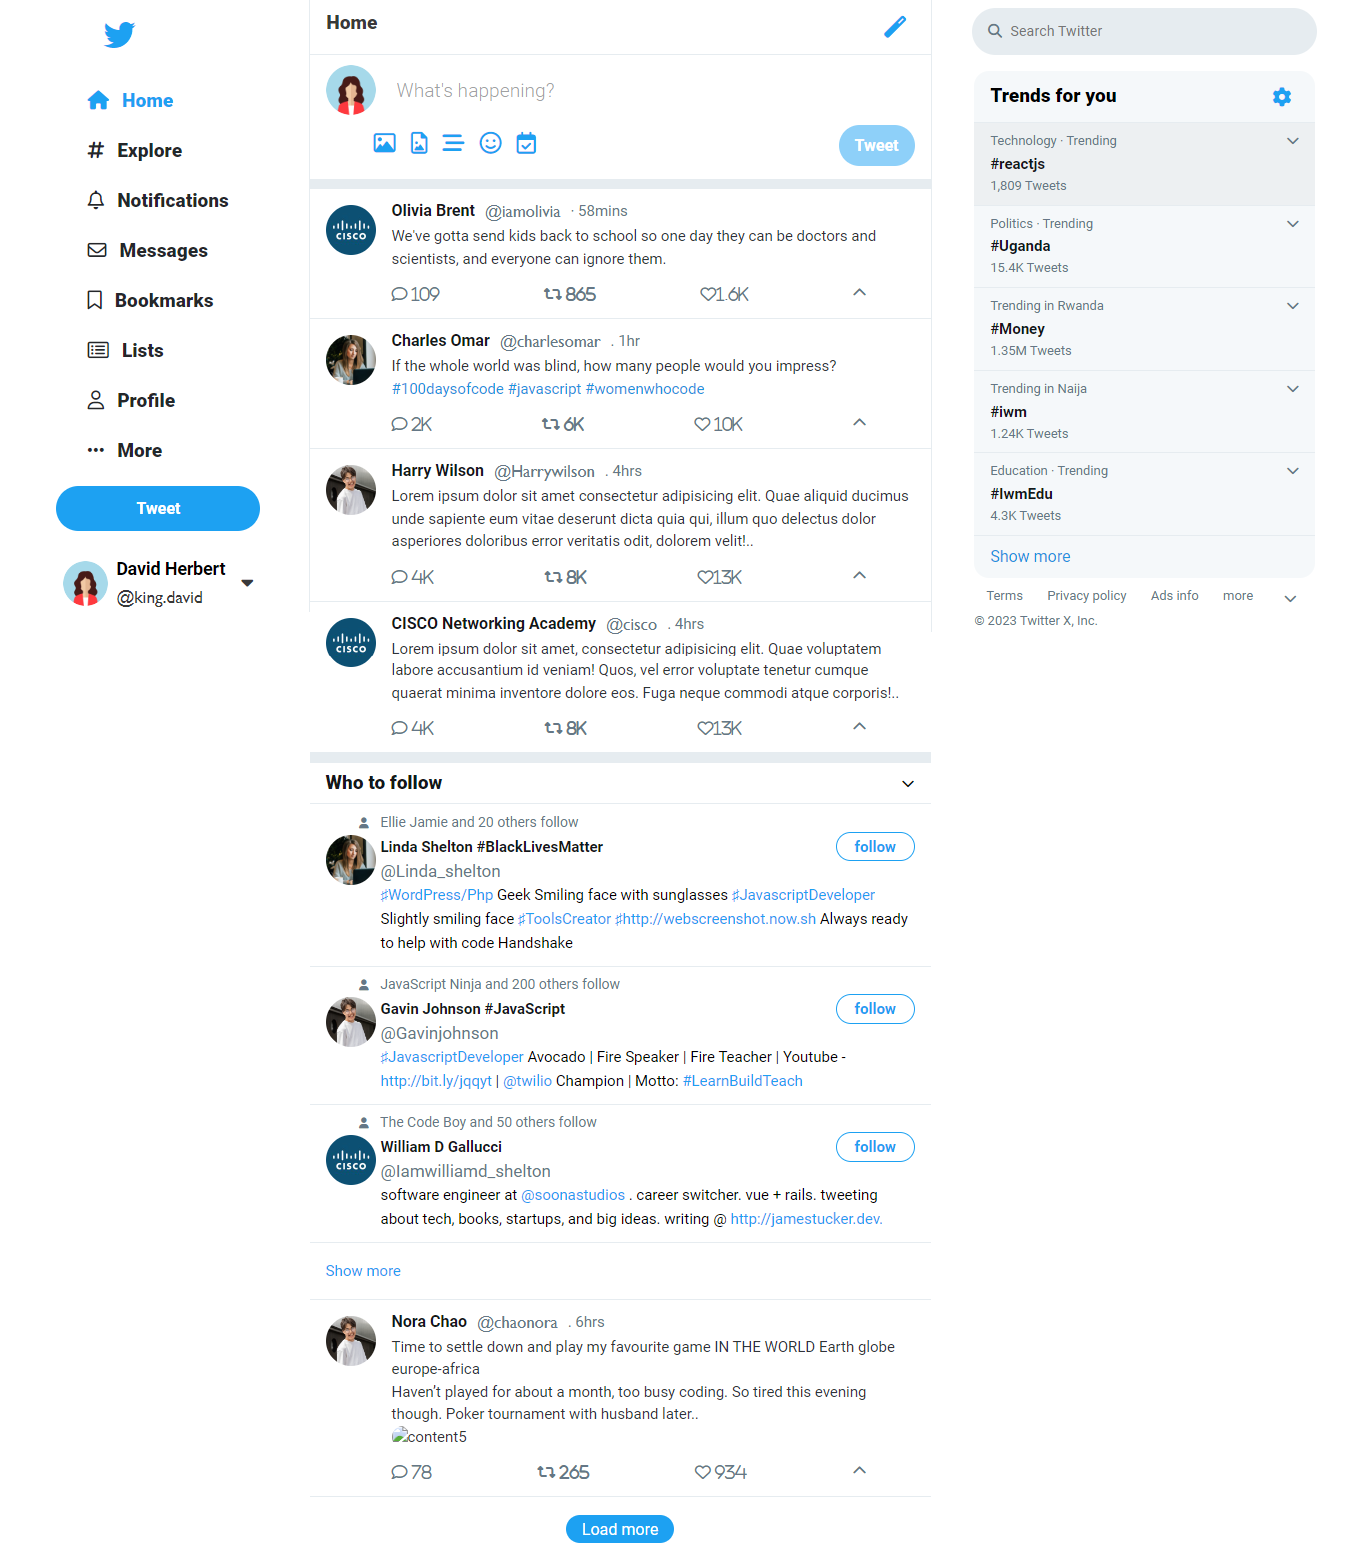 Home
Explore
Notifications
Messages
Bookmarks
Lists
Profile
More
Tweet
David Herbert
@king.david
Home
What's happening?
Tweet
CISCO
Olivia Brent @iamolivia · 58mins
We've gotta send kids back to school so one day they can be doctors and
scientists, and everyone can ignore them.
109 865 1.6K
Charles Omar @charlesomar . 1hr
If the whole world was blind, how many people would you impress?
#100daysofcode #javascript #womenwhocode
2K 6K 10K
Harry Wilson @Harrywilson . 4hrs
Lorem ipsum dolor sit amet consectetur adipisicing elit. Quae aliquid ducimus
unde sapiente eum vitae deserunt dicta quia qui, illum quo delectus dolor
asperiores doloribus error veritatis odit, dolorem velit!..
4K 8K 13K
CISCO
CISCO Networking Academy @cisco . 4hrs
Lorem ipsum dolor sit amet, consectetur adipisicing elit. Quae voluptatem
labore accusantium id veniam! Quos, vel error voluptate tenetur cumque
quaerat minima inventore dolore eos. Fuga neque commodi atque corporis!..
4K 8K 13K
Who to follow
Ellie Jamie and 20 others follow
Linda Shelton #BlackLivesMatter
follow
@Linda_shelton
♯WordPress/Php Geek Smiling face with sunglasses ♯JavascriptDeveloper
Slightly smiling face ♯ToolsCreator ♯http://webscreenshot.now.sh Always ready
to help with code Handshake
JavaScript Ninja and 200 others follow
Gavin Johnson #JavaScript
follow
@Gavinjohnson
♯JavascriptDeveloper Avocado | Fire Speaker | Fire Teacher | Youtube -
http://bit.ly/jqqyt | @twilio Champion | Motto: #LearnBuildTeach
The Code Boy and 50 others follow
CISCO
William D Gallucci
follow
@Iamwilliamd_shelton
software engineer at @soonastudios . career switcher. vue + rails. tweeting
about tech, books, startups, and big ideas. writing @ http://jamestucker.dev.
Show more
Nora Chao @chaonora . 6hrs
Time to settle down and play my favourite game IN THE WORLD Earth globe
europe-africa
Haven't played for about a month, too busy coding. So tired this evening
though. Poker tournament with husband later..
content5
78 265 934
Load more
Search Twitter
Trends for you
Technology · Trending
#reactjs
1,809 Tweets
Politics · Trending
#Uganda
15.4K Tweets
Trending in Rwanda
#Money
1.35M Tweets
Trending in Naija
#iwm
1.24K Tweets
Education · Trending
#IwmEdu
4.3K Tweets
Show more
Terms Privacy policy Ads info more
© 2023 Twitter X, Inc.